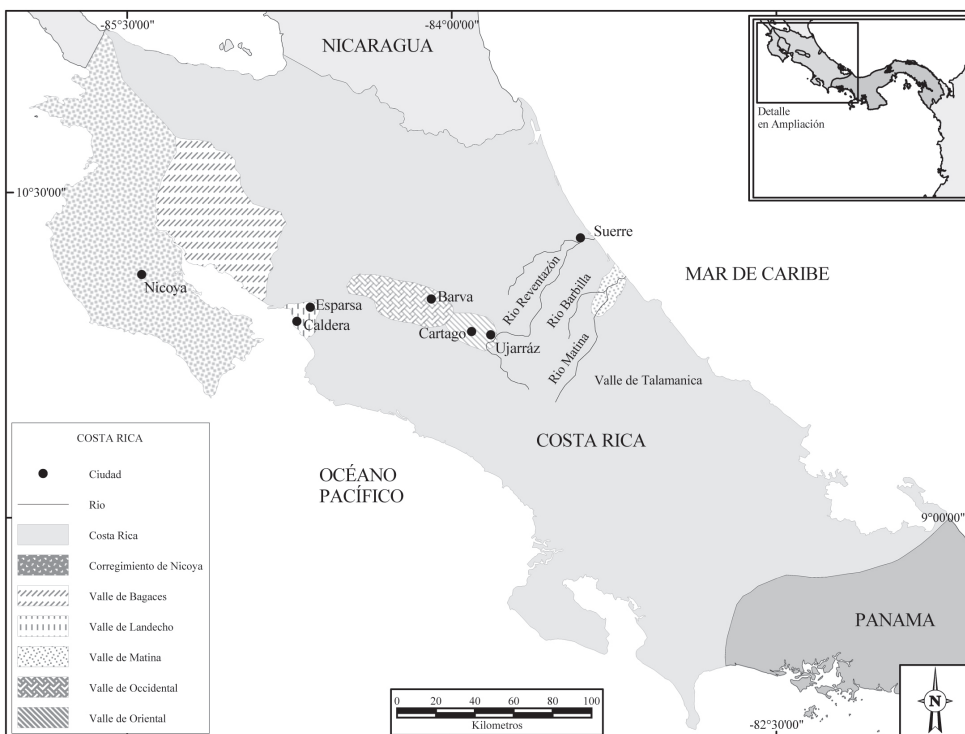 -85°30'00"
-84°00'00"
NICARAGUA
Detalle
en Ampliación
10°30'00"
Suerre
MAR DE CARIBE
Nicoya
Rio Reventazón
Rio Barbilla
Barva
Esparsa
Caldera
Cartago
Ujarráz
Rio Matina
Valle de Talamanica
COSTA RICA
OCÉANO
PACÍFICO
9°00'00"
PANAMA
COSTA RICA
Ciudad
Rio
Costa Rica
Corregimiento de Nicoya
Valle de Bagaces
Valle de Landecho
Valle de Matina
Valle de Occidental
Valle de Oriental
0 20 40 60 80 100
Kilometros
-82°30'00"
N